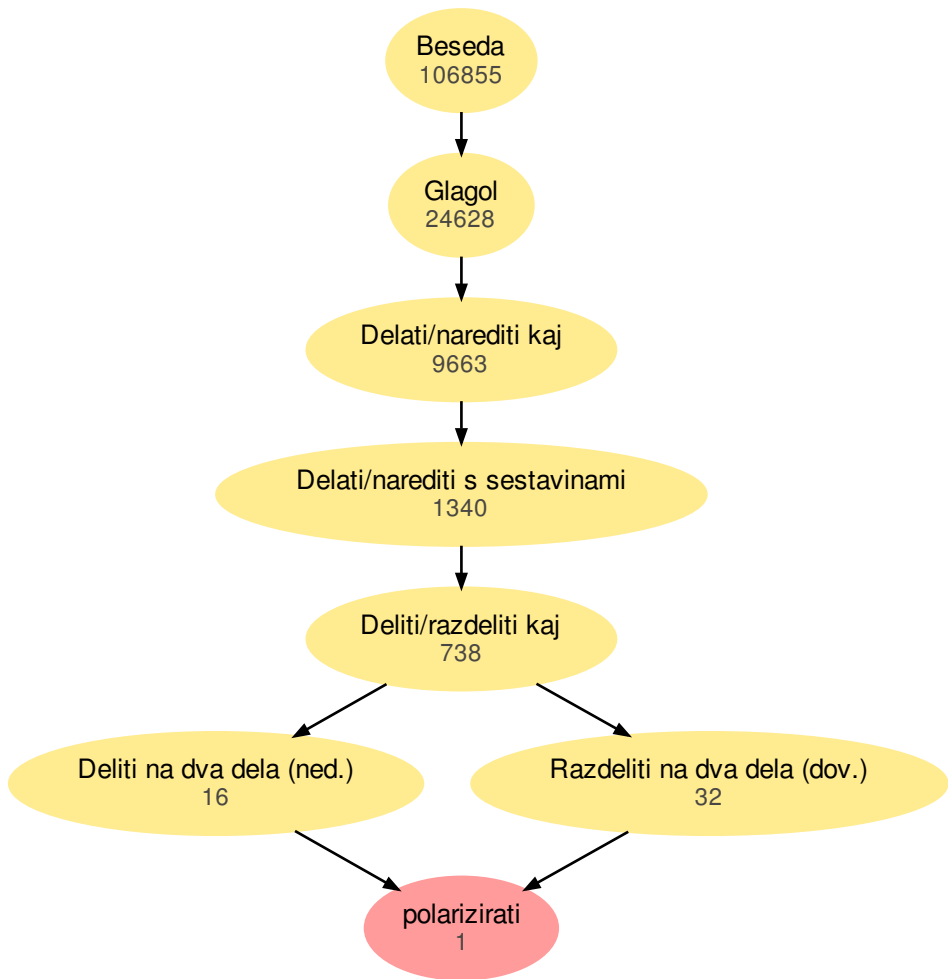 Beseda
106855
Glagol
24628
Delati/narediti kaj
9663
Delati/narediti s sestavinami
1340
Deliti/razdeliti kaj
738
Deliti na dva dela (ned.)
16
Razdeliti na dva dela (dov.)
32
polarizirati
1